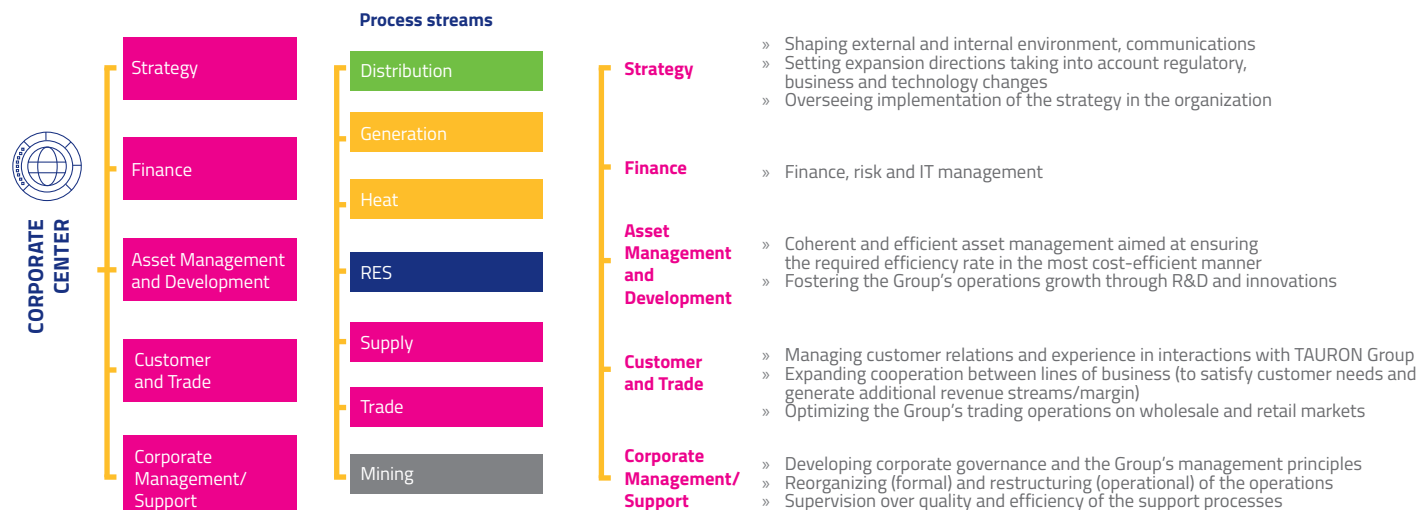 Process streams
CORPORATE
CENTER
Strategy
Finance
Asset Management
and Development
Customer
and Trade
Corporate
Management/
Support
Distribution
Generation
Heat
RES
Supply
Trade
Mining
Strategy
» Shaping external and internal environment, communications
» Setting expansion directions taking into account regulatory,
business and technology changes
» Overseeing implementation of the strategy in the organization
Finance
» Finance, risk and IT management
Asset
Management
and
Development
» Coherent and efficient asset management aimed at ensuring
the required efficiency rate in the most cost-efficient manner
» Fostering the Group's operations growth through R&D and innovations
Customer
and Trade
» Managing customer relations and experience in interactions with TAURON Group
» Expanding cooperation between lines of business (to satisfy customer needs and
generate additional revenue streams/margin)
» Optimizing the Group's trading operations on wholesale and retail markets
Corporate
Management/
Support
» Developing corporate governance and the Group's management principles
» Reorganizing (formal) and restructuring (operational) of the operations
» Supervision over quality and efficiency of the support processes